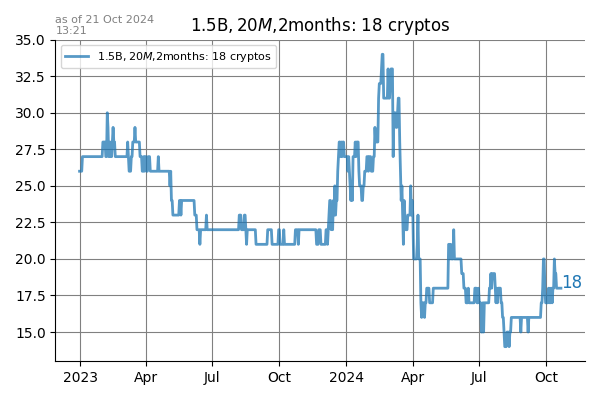 as of 21 Oct 2024
13:21
1.5B, 20M,2months: 18 cryptos
1.5B, 20M,2months: 18 cryptos
35.0
32.5
30.0
27.5
25.0
22.5
20.0
17.5
15.0
18
2023 Apr Jul Oct 2024 Apr Jul Oct